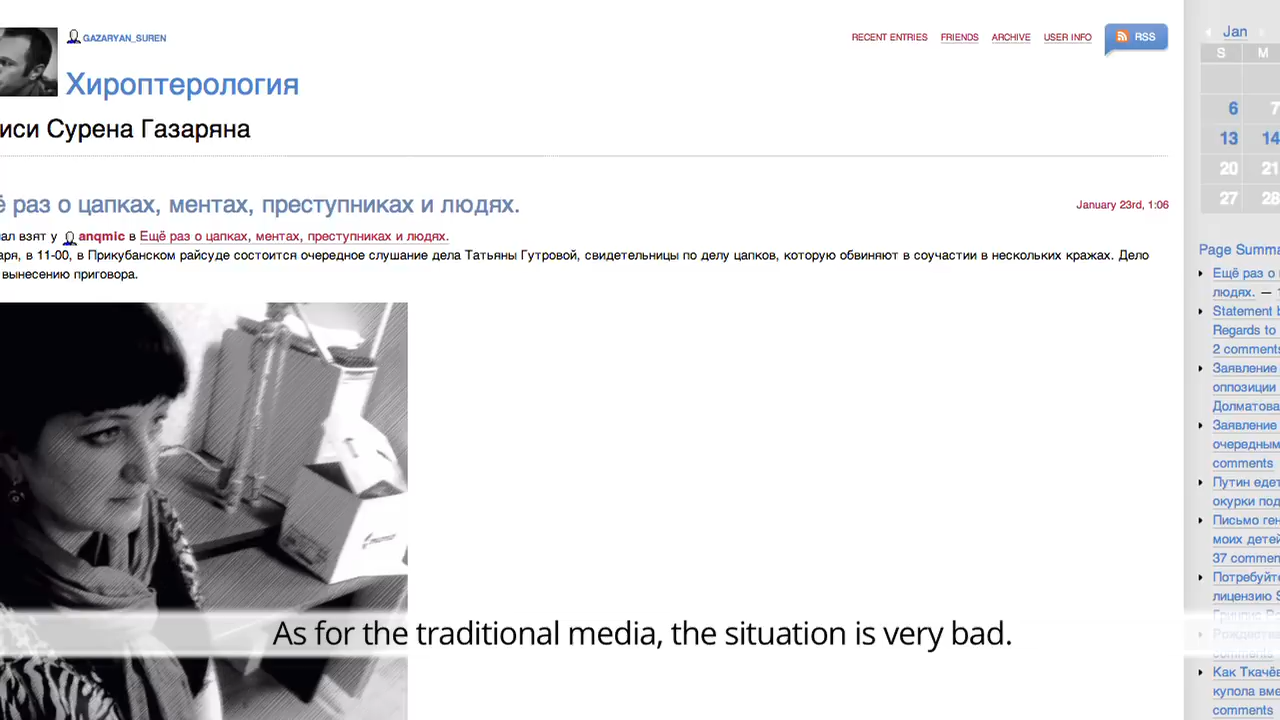 GAZARYAN_SUREN
RECENT ENTRIES FRIENDS ARCHIVE USER INFO RSS
Хироптерология
иси Сурена Газаряна
ё раз о цапках, ментах, преступниках и людях.
January 23rd, 1:06
ал взят у anqmic в Ещё раз о цапках, ментах, преступниках и людях.
аря, в 11-00, в Прикубанском райсуде состоится очередное слушание дела Татьяны Гутровой, свидетельницы по делу цапков, которую обвиняют в соучастии в нескольких кражах. Дело
вынесению приговора.
As for the traditional media, the situation is very bad.
Jan
S M
6 7
13 14
20 21
27 28
Page Summa
Ещё раз о
людях. —
Statement b
Regards to
2 comments
Заявление
оппозиции
Долматова
Заявление
очередным
comments
Путин едет
окурки под
Письмо ген
моих детей
37 commen
Потребуйте
лицензию S
comments
Как Ткачёв
купола вме
comments